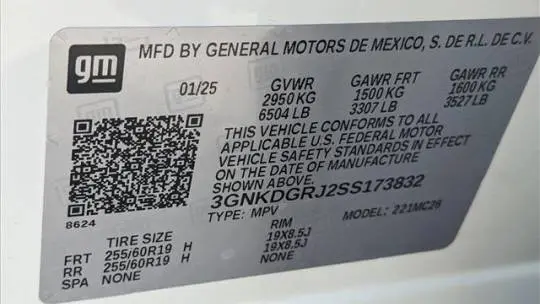 gm MFD BY GENERAL MOTORS DE MEXICO, S. DE R.L. DE C.V.
01/25 GVWR GAWR FRT GAWR RR
2950 KG 1500 KG 1600 KG
6504 LB 3307 LB 3527 LB
THIS VEHICLE CONFORMS TO ALL
APPLICABLE U.S. FEDERAL MOTOR
VEHICLE SAFETY STANDARDS IN EFFECT
ON THE DATE OF MANUFACTURE
SHOWN ABOVE
3GNKDGRJ2SS173832
8624 TYPE: MPV MODEL: 221MC26
TIRE SIZE RIM
FRT 255/60R19 H 19X8.5J
RR 255/60R19 H 19X8.5J
SPA NONE NONE